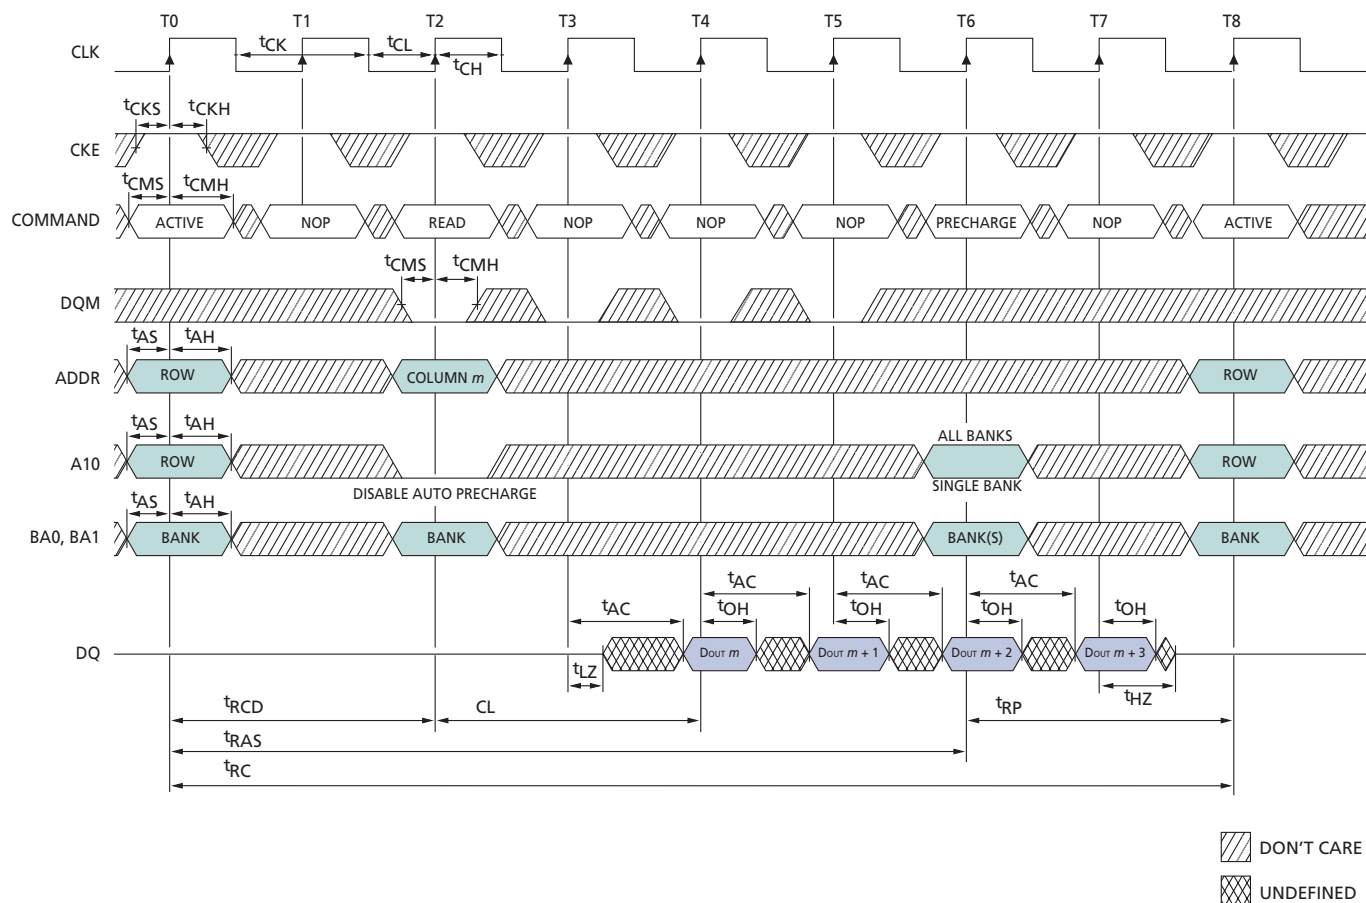 T0 T1 T2 T3 T4 T5 T6 T7 T8
CLK
tCK tCL
tCH
tCKS tCKH
CKE
tCMS tCMH
COMMAND ACTIVE NOP READ NOP NOP NOP PRECHARGE NOP ACTIVE
tCMS tCMH
DQM
tAS tAH
ADDR ROW COLUMN m ROW
tAS tAH
ALL BANKS
A10 ROW ROW
DISABLE AUTO PRECHARGE SINGLE BANK
tAS tAH
BA0, BA1 BANK BANK BANK(S) BANK
tAC tAC tAC
tAC tOH tOH tOH tOH
DQ DOUT m DOUT m + 1 DOUT m + 2 DOUT m + 3
tLZ tHZ
tRCD CL tRP
tRAS
tRC
DON'T CARE
UNDEFINED